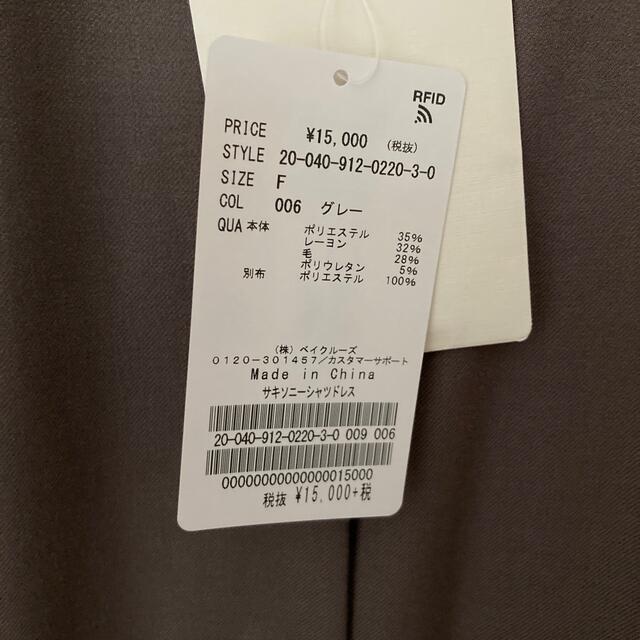 RFID
PRICE ¥15,000 (税抜)
STYLE 20-040-912-0220-3-0
SIZE F
COL 006 グレー
QUA 本体 ポリエステル 35%
レーヨン 32%
毛 28%
ポリウレタン 5%
別布 ポリエステル 100%
(株) ベイクルーズ
0120-301457/カスタマーサポート
Made in China
サキソニーシャツドレス
20-040-912-0220-3-0 009 006
00000000000000015000
税抜 ¥15,000+税